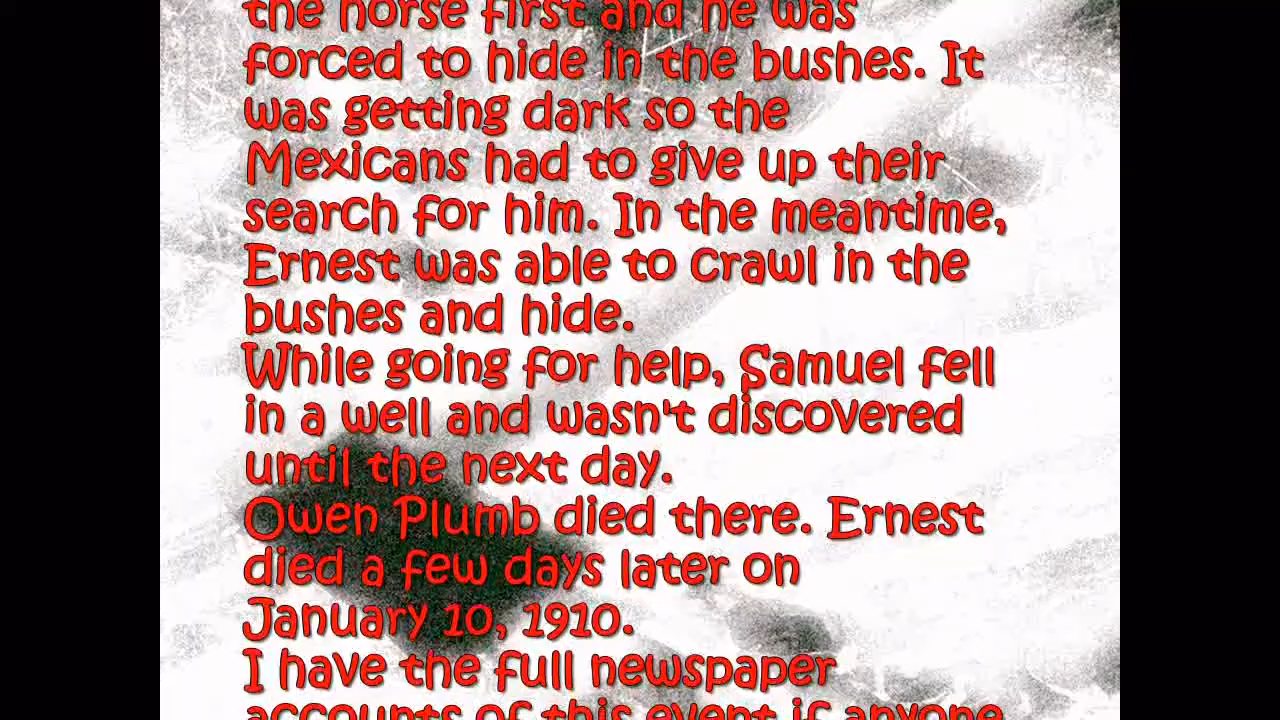 the horse first and he was
forced to hide in the bushes. It
was getting dark so the
Mexicans had to give up their
search for him. In the meantime,
Ernest was able to crawl in the
bushes and hide.
While going for help, Samuel fell
in a well and wasn't discovered
until the next day.
Owen Plumb died there. Ernest
died a few days later on
January 10, 1910.
I have the full newspaper
accounts of this event if anyone